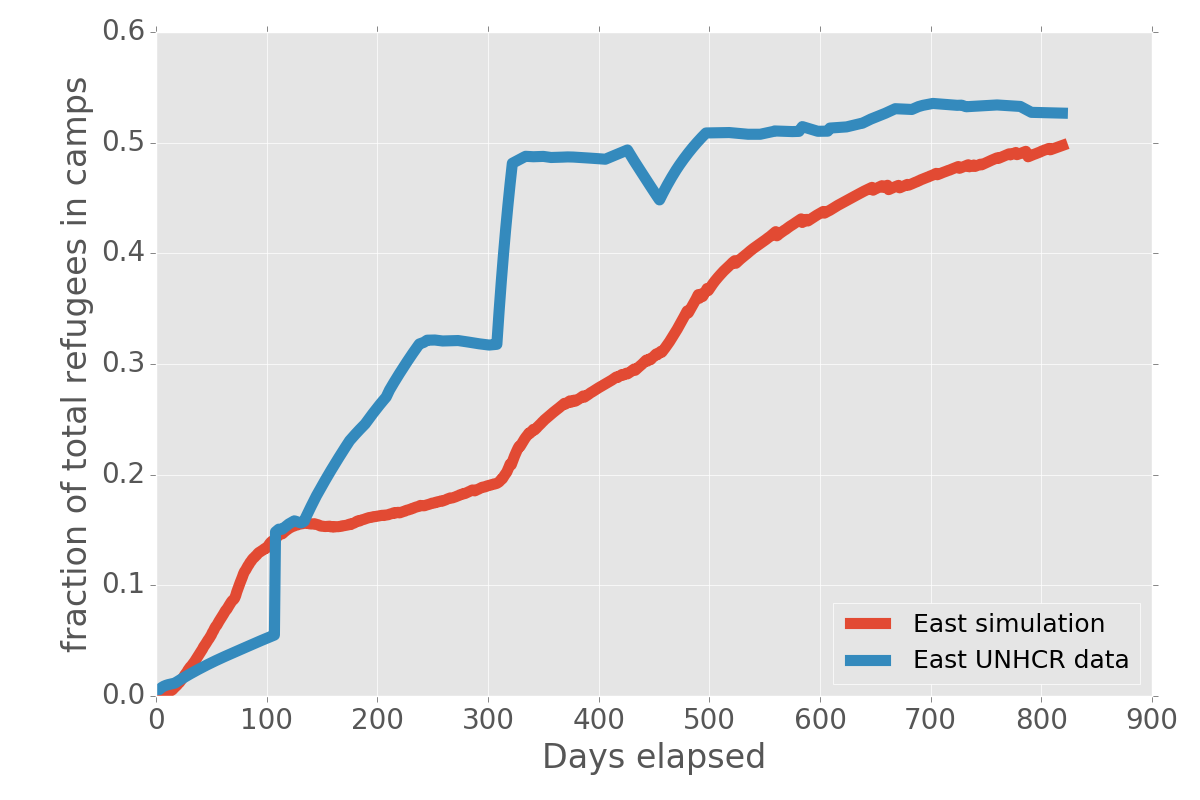 fraction of total refugees in camps
0.6
0.5
0.4
0.3
0.2
0.1
0.0
0 100 200 300 400 500 600 700 800 900
Days elapsed
East simulation
East UNHCR data